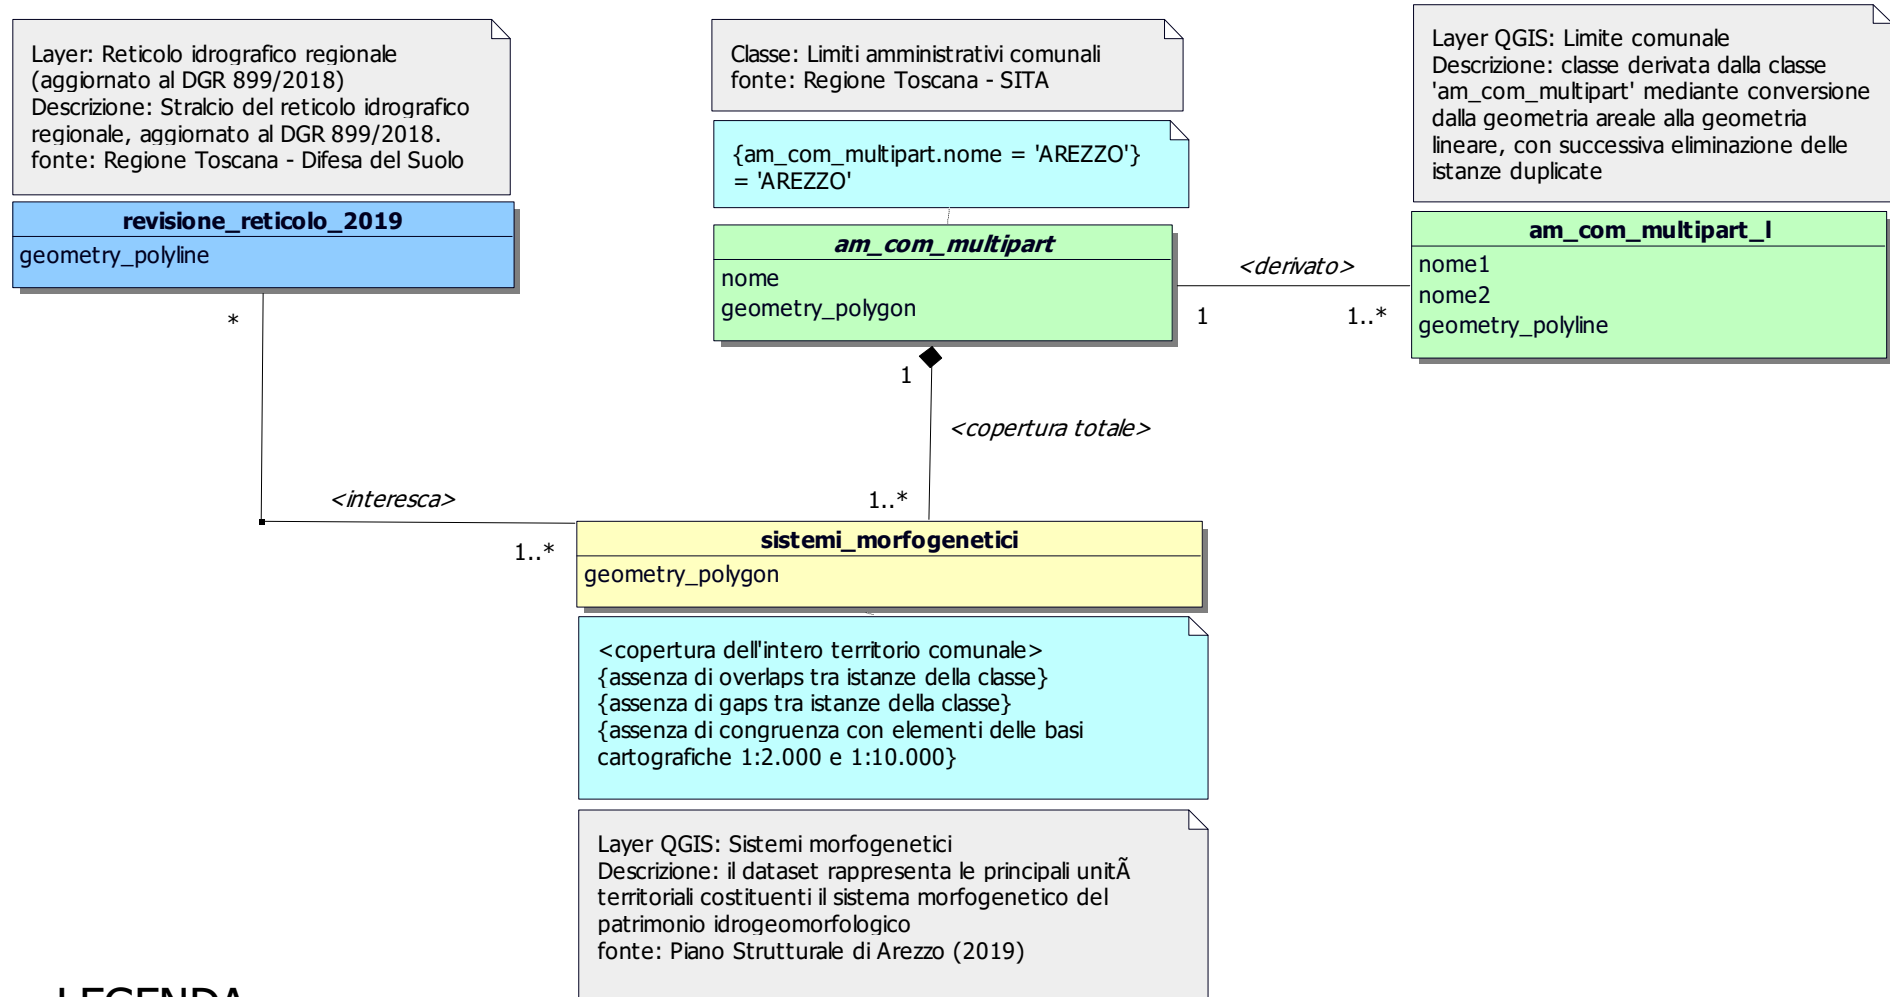 Layer: Reticolo idrografico regionale
(aggiornato al DGR 899/2018)
Descrizione: Stralcio del reticolo idrografico
regionale, aggiornato al DGR 899/2018.
fonte: Regione Toscana - Difesa del Suolo
revisione_reticolo_2019
geometry_polyline
Classe: Limiti amministrativi comunali
fonte: Regione Toscana - SITA
{am_com_multipart.nome = 'AREZZO'}
= 'AREZZO'
am_com_multipart
nome
geometry_polygon
Layer QGIS: Limite comunale
Descrizione: classe derivata dalla classe
'am_com_multipart' mediante conversione
dalla geometria areale alla geometria
lineare, con successiva eliminazione delle
istanze duplicate
am_com_multipart_l
nome1
nome2
geometry_polyline
<derivato>
1
1..*
*
1
<copertura totale>
1..*
<interesca>
1..*
sistemi_morfogenetici
geometry_polygon
<copertura dell'intero territorio comunale>
{assenza di overlaps tra istanze della classe}
{assenza di gaps tra istanze della classe}
{assenza di congruenza con elementi delle basi
cartografiche 1:2.000 e 1:10.000}
Layer QGIS: Sistemi morfogenetici
Descrizione: il dataset rappresenta le principali unitÃ
territoriali costituenti il sistema morfogenetico del
patrimonio idrogeomorfologico
fonte: Piano Strutturale di Arezzo (2019)
LEGENDA